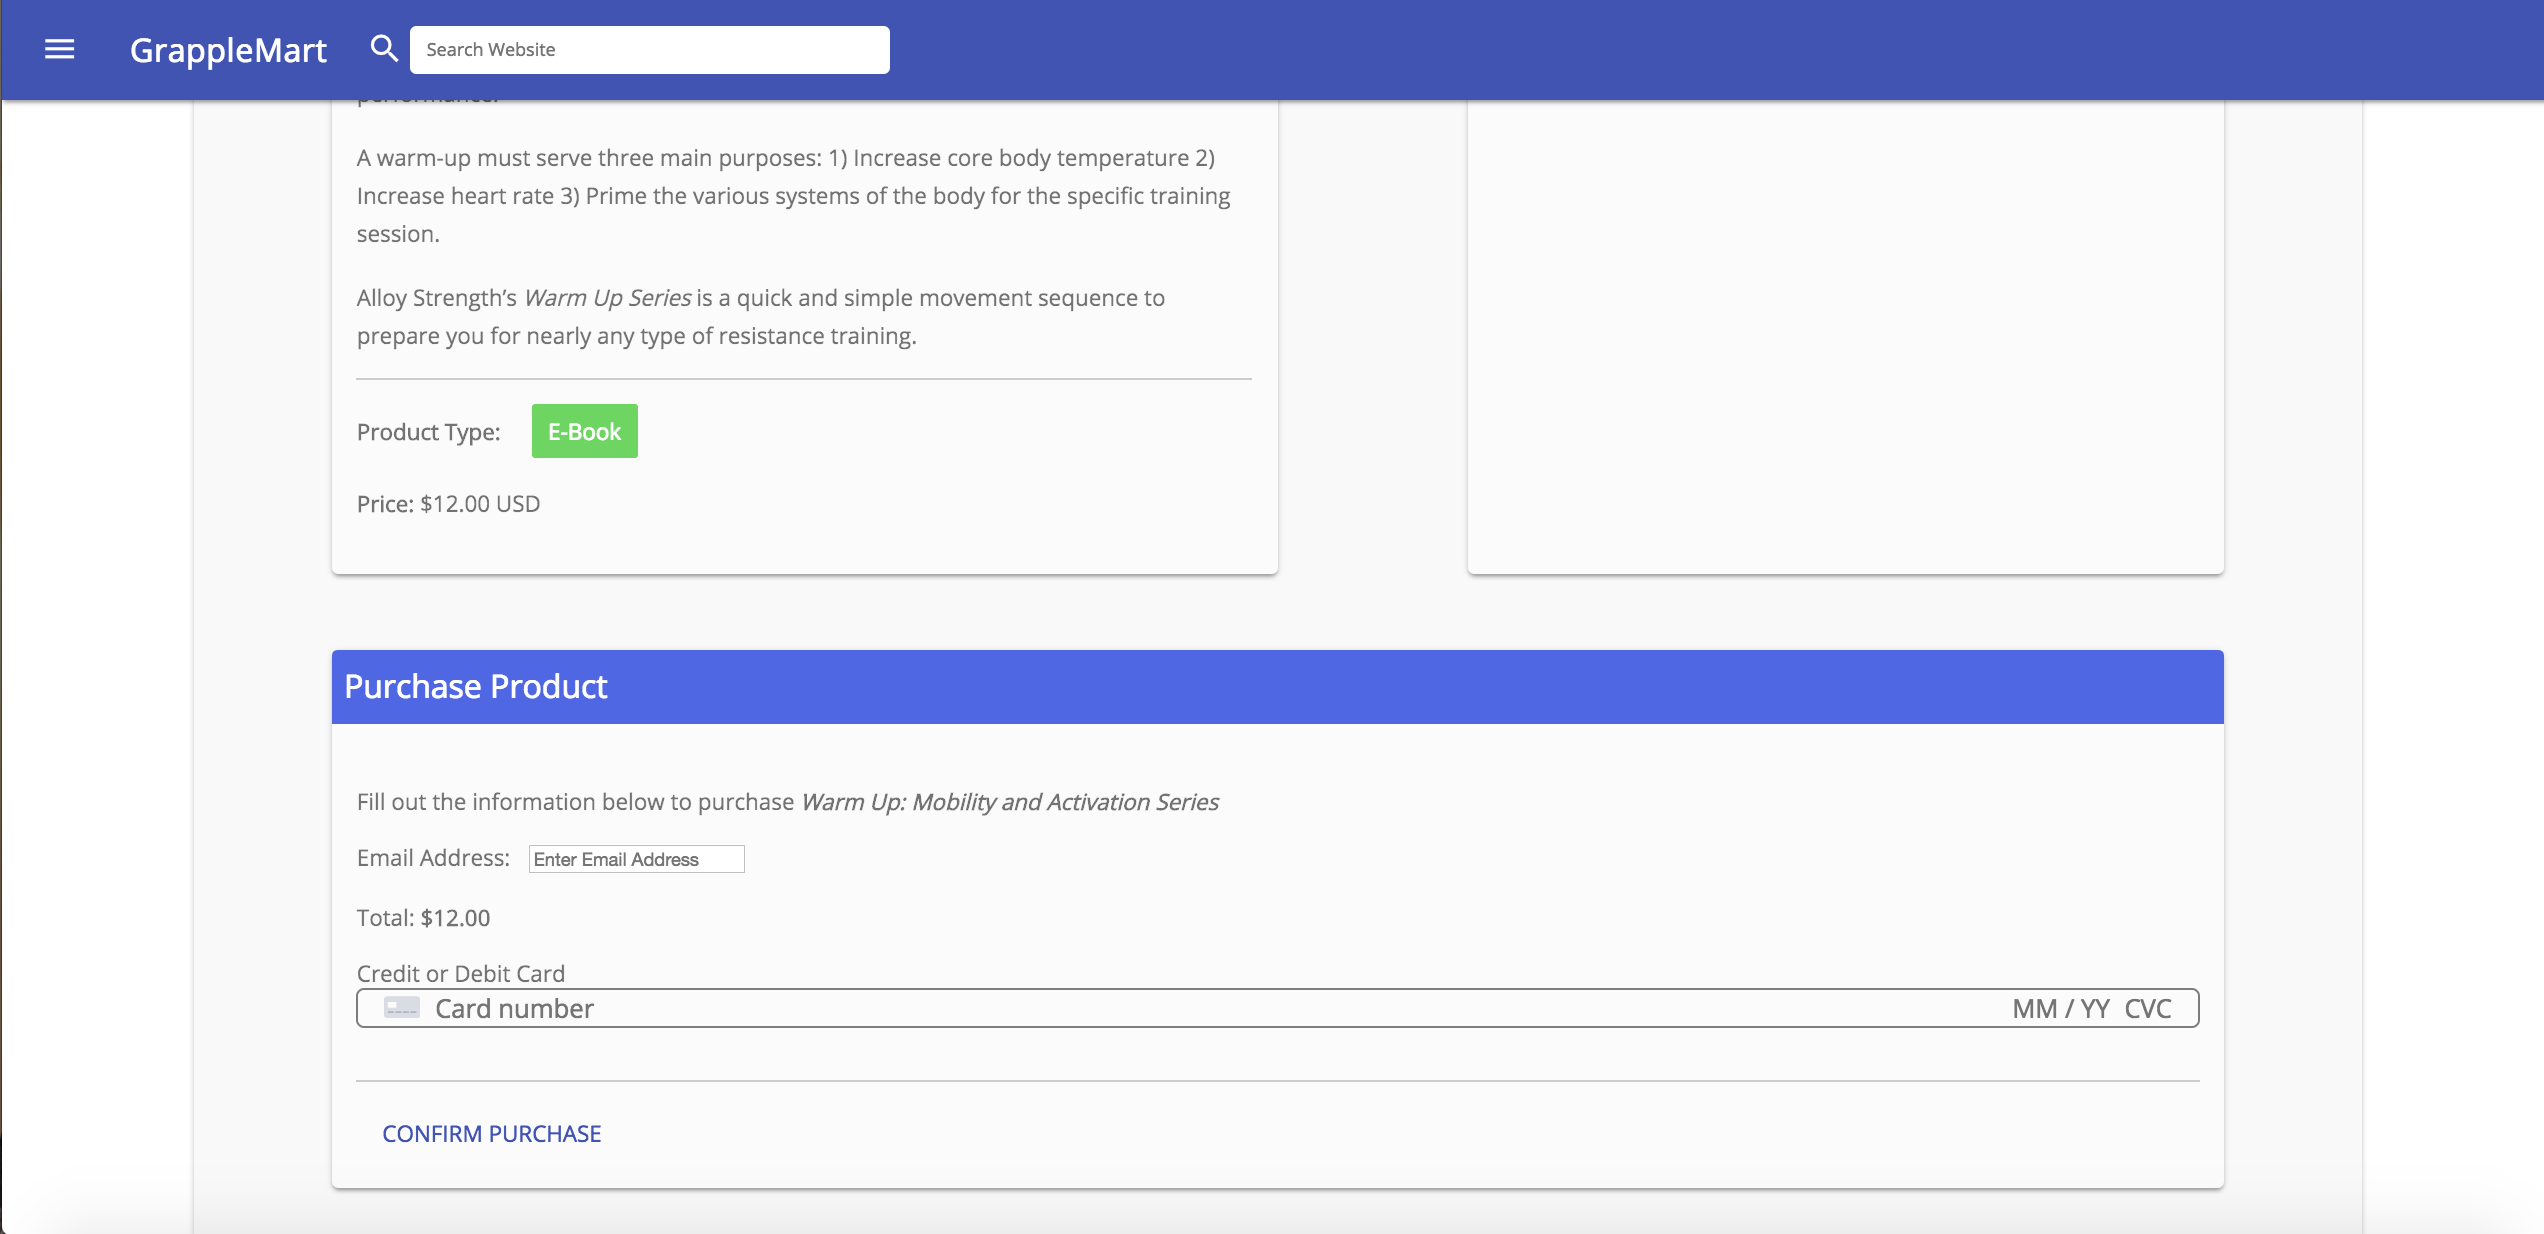 GrappleMart
Search Website
performance.
A warm-up must serve three main purposes: 1) Increase core body temperature 2)
Increase heart rate 3) Prime the various systems of the body for the specific training
session.
Alloy Strength’s Warm Up Series is a quick and simple movement sequence to
prepare you for nearly any type of resistance training.
Product Type: E-Book
Price: $12.00 USD
Purchase Product
Fill out the information below to purchase Warm Up: Mobility and Activation Series
Email Address: Enter Email Address
Total: $12.00
Credit or Debit Card
Card number MM / YY CVC
CONFIRM PURCHASE